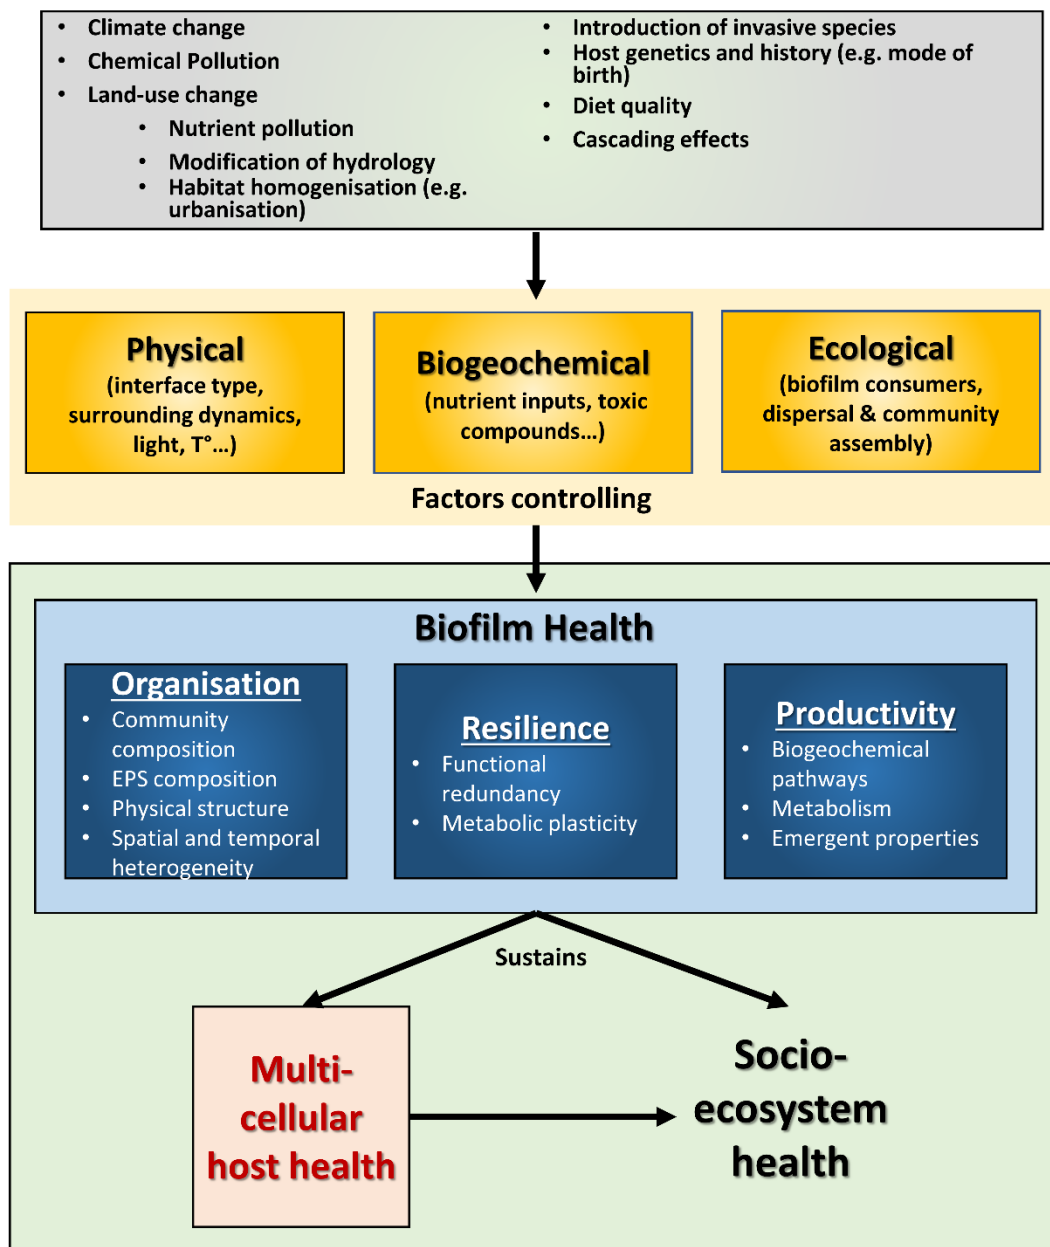 • Climate change
• Chemical Pollution
• Land-use change
• Nutrient pollution
• Modification of hydrology
• Habitat homogenisation (e.g.
urbanisation)
• Introduction of invasive species
• Host genetics and history (e.g. mode of
birth)
• Diet quality
• Cascading effects
Physical
(interface type,
surrounding dynamics,
light, T°...)
Biogeochemical
(nutrient inputs, toxic
compounds...)
Ecological
(biofilm consumers,
dispersal & community
assembly)
Factors controlling
Biofilm Health
Organisation
• Community
composition
• EPS composition
• Physical structure
• Spatial and temporal
heterogeneity
Resilience
• Functional
redundancy
• Metabolic plasticity
Productivity
• Biogeochemical
pathways
• Metabolism
• Emergent properties
Sustains
Multi-
cellular
host health
Socio-
ecosystem
health